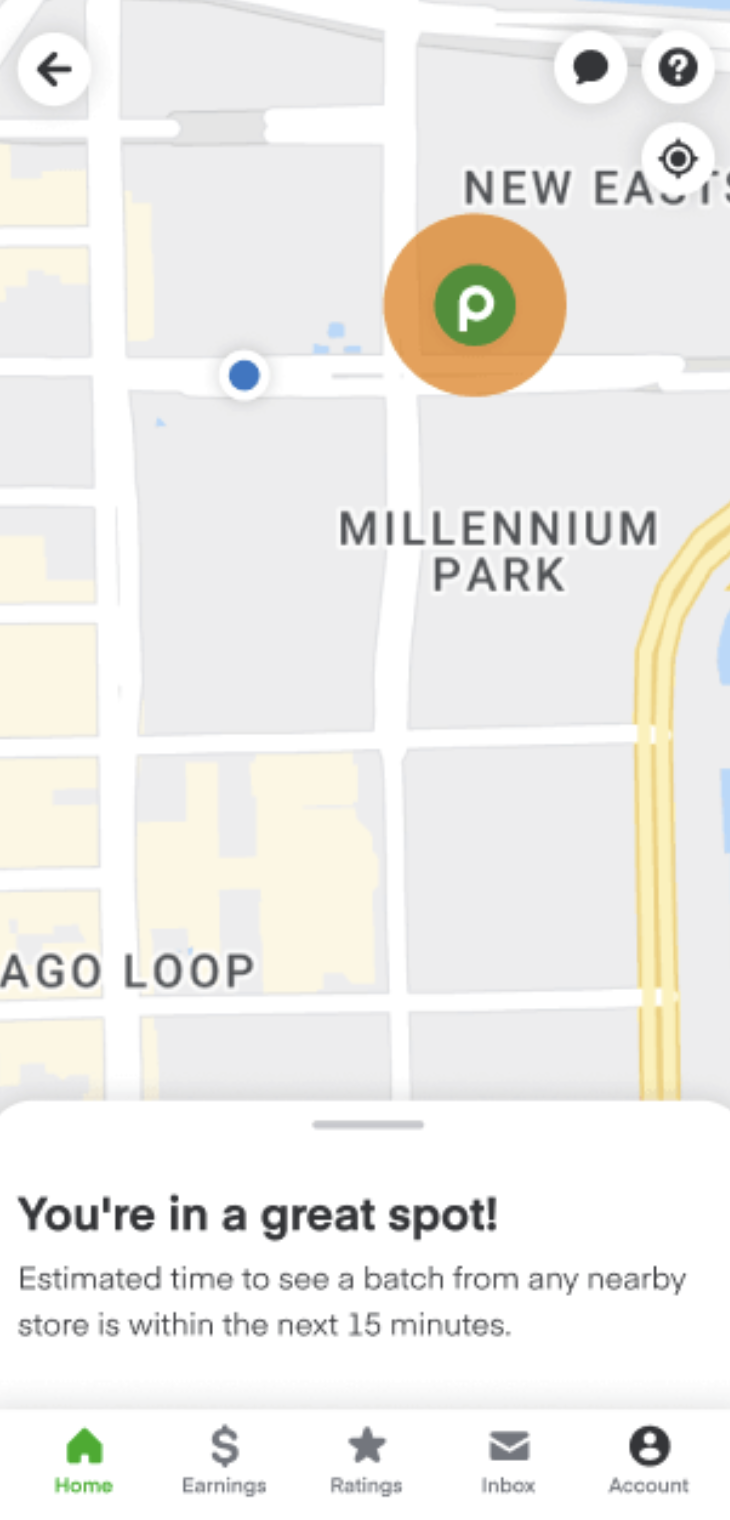 NEW EASTS
MILLENNIUM
PARK
AGO LOOP
You're in a great spot!
Estimated time to see a batch from any nearby
store is within the next 15 minutes.
Home Earnings Ratings Inbox Account